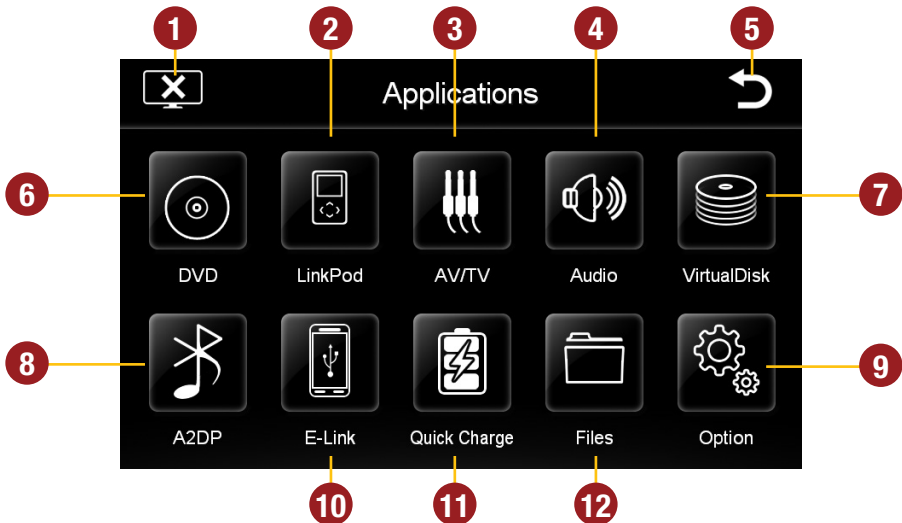 1 2 3 4 5
Applications
6 7
DVD LinkPod AV/TV Audio VirtualDisk
8 9
A2DP E-Link Quick Charge Files Option
10 11 12